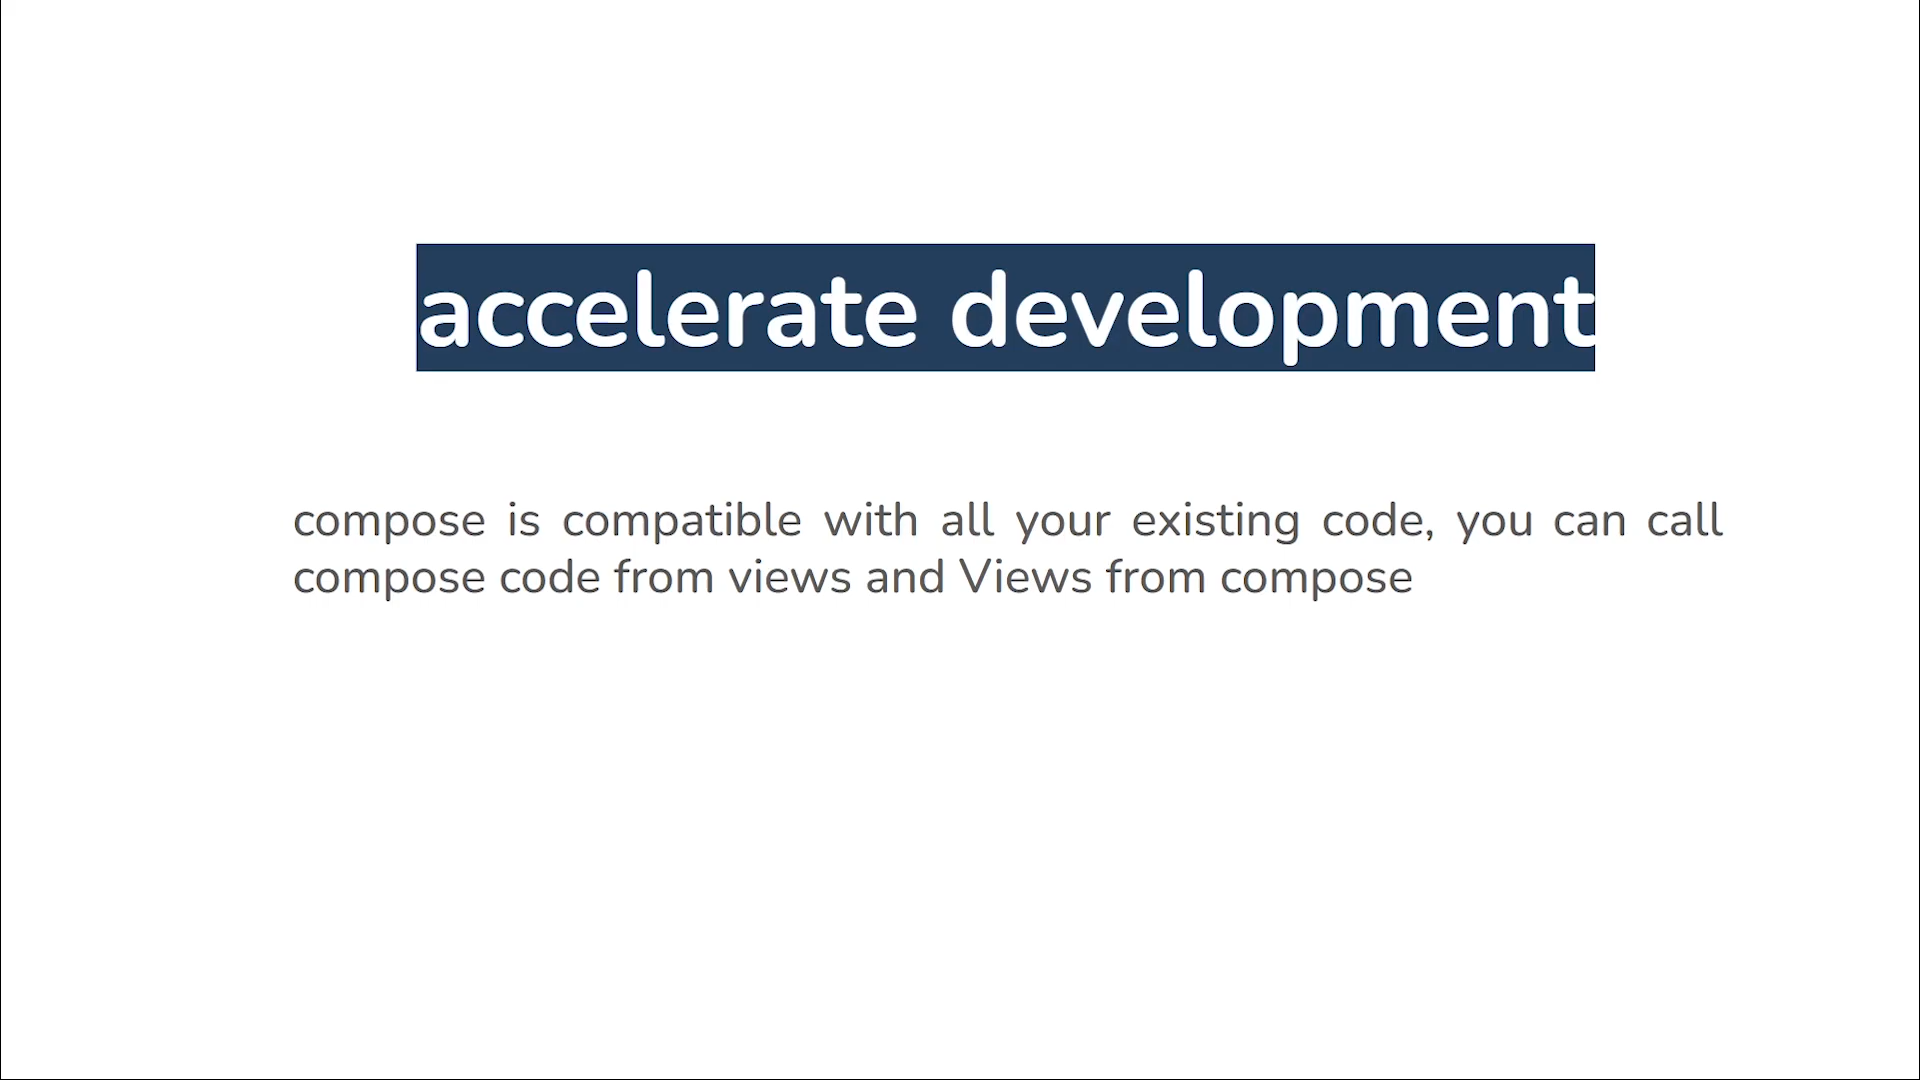 accelerate development
compose is compatible with all your existing code, you can call
compose code from views and Views from compose